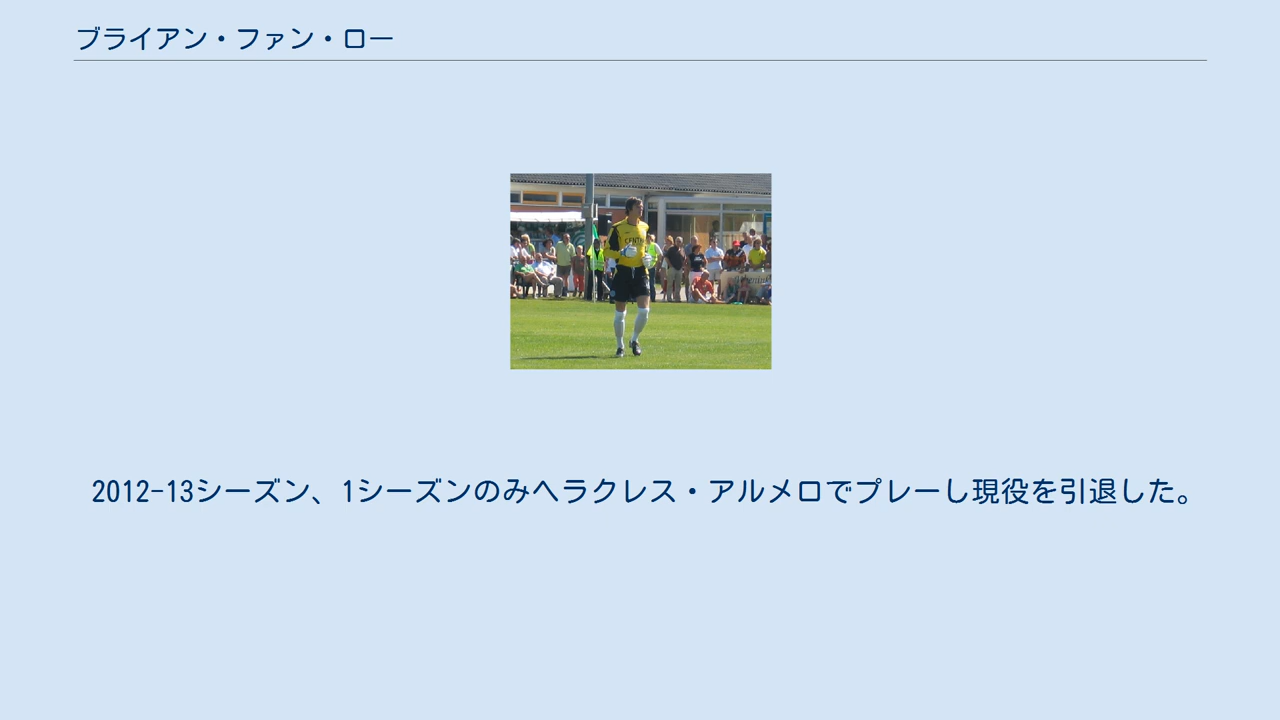 ブライアン・ファン・ロー
2012-13シーズン、1シーズンのみヘラクレス・アルメロでプレーし現役を引退した。